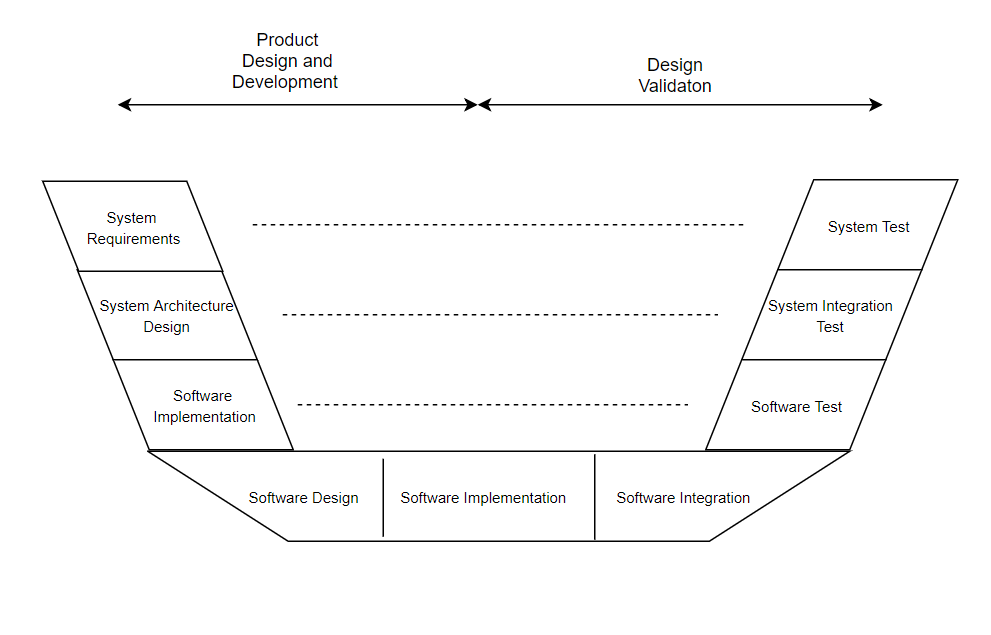 Product
Design and
Development
Design
Validaton
System
Requirements
System Test
System Architecture
Design
System Integration
Test
Software
Implementation
Software Test
Software Design
Software Implementation
Software Integration